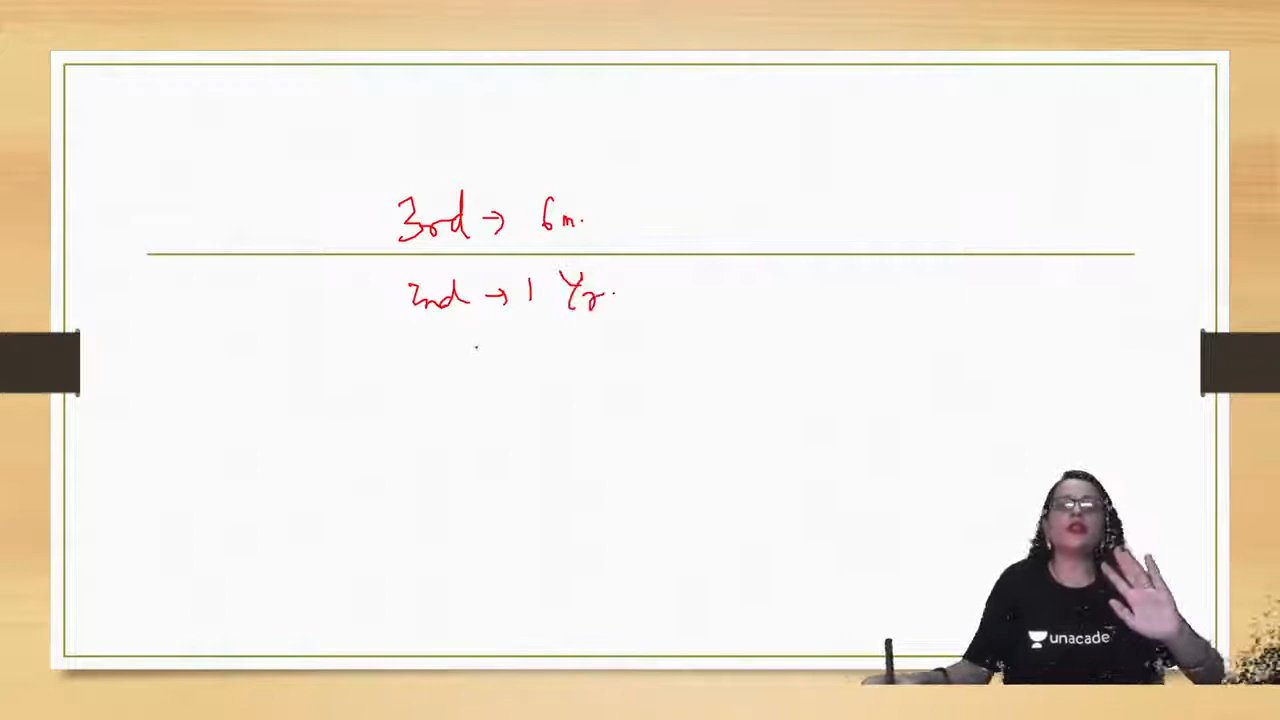 3rd → 6m.
2nd → 1 Yr.
unacade